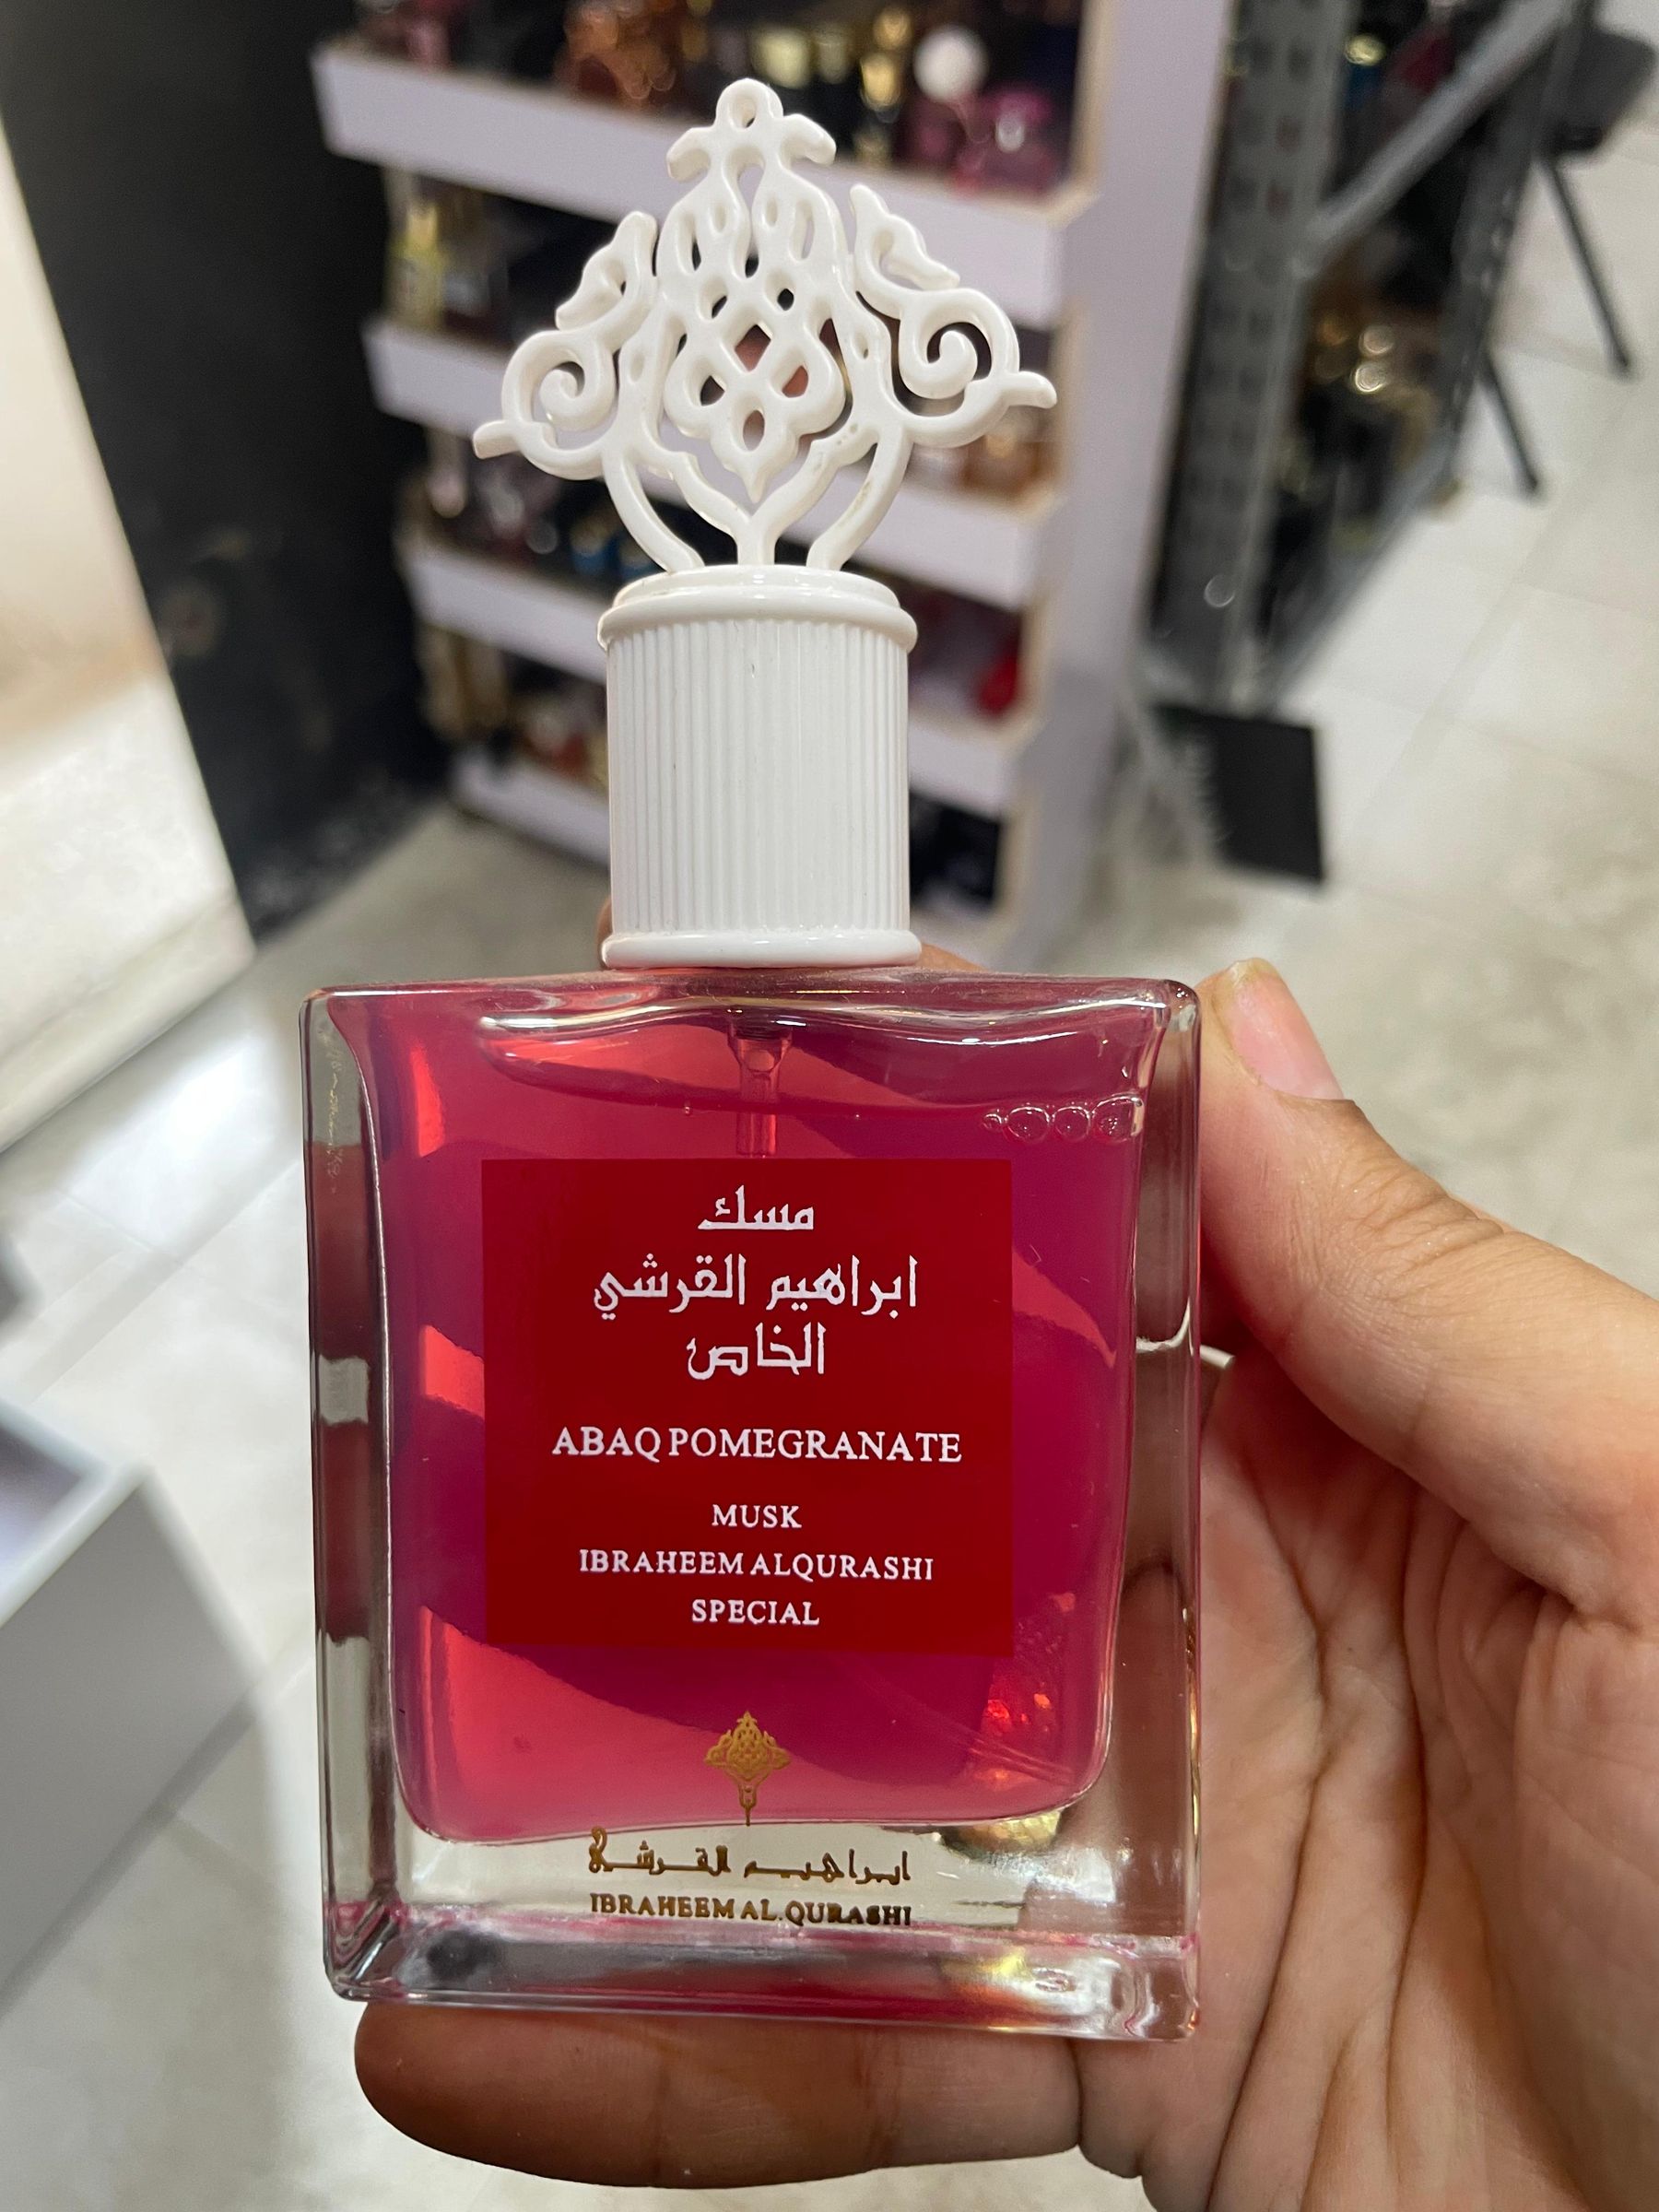 مسك
ابراهيم القرشي
الخاص
ABAQ POMEGRANATE
MUSK
IBRAHEEM ALQURASHI
SPECIAL
ابراهيم القرشي
IBRAHEEM AL.QURASHI